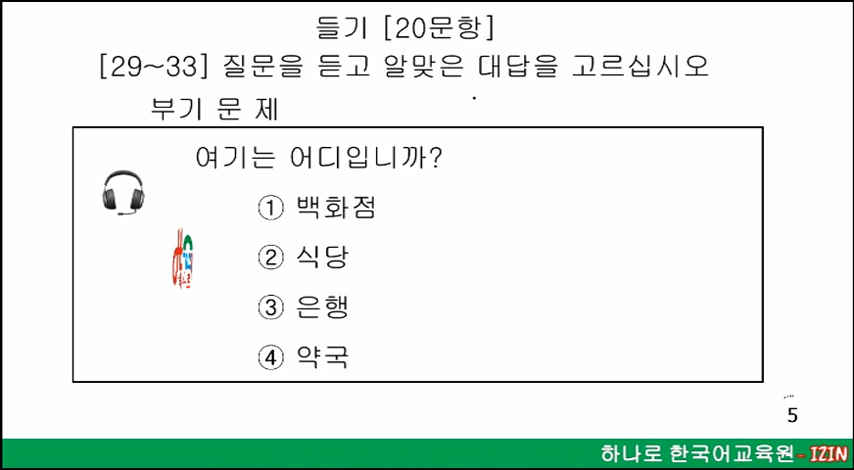 들기 [20문항]
[29~33] 질문을 듣고 알맞은 대답을 고르십시오
부기 문 제
여기는 어디입니까?
① 백화점
② 식당
③ 은행
④ 약국
5
하나로 한국어교육원 - IZIN